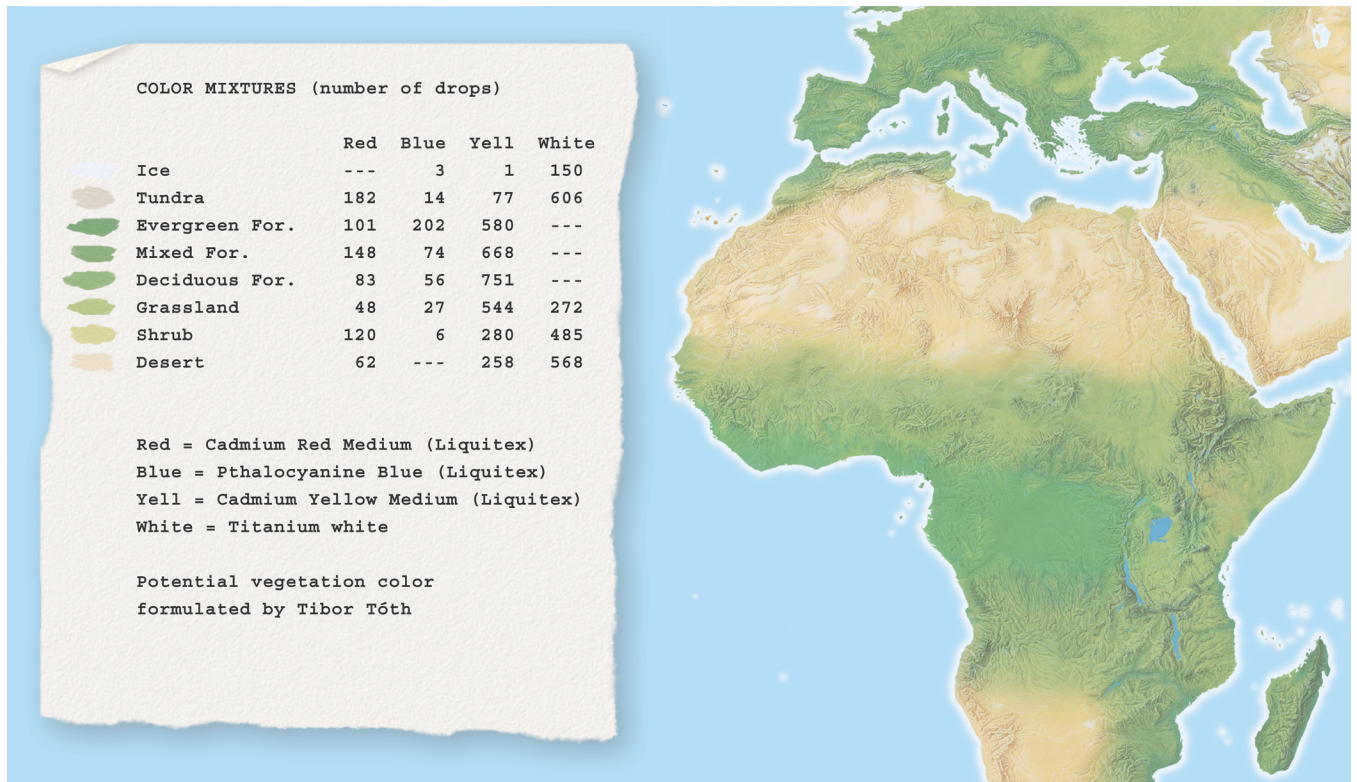 COLOR MIXTURES (number of drops)
Red Blue Yell White
Ice --- 3 1 150
Tundra 182 14 77 606
Evergreen For. 101 202 580 ---
Mixed For. 148 74 668 ---
Deciduous For. 83 56 751 ---
Grassland 48 27 544 272
Shrub 120 6 280 485
Desert 62 --- 258 568
Red = Cadmium Red Medium (Liquitex)
Blue = Pthalocyanine Blue (Liquitex)
Yell = Cadmium Yellow Medium (Liquitex)
White = Titanium white
Potential vegetation color
formulated by Tibor Tóth